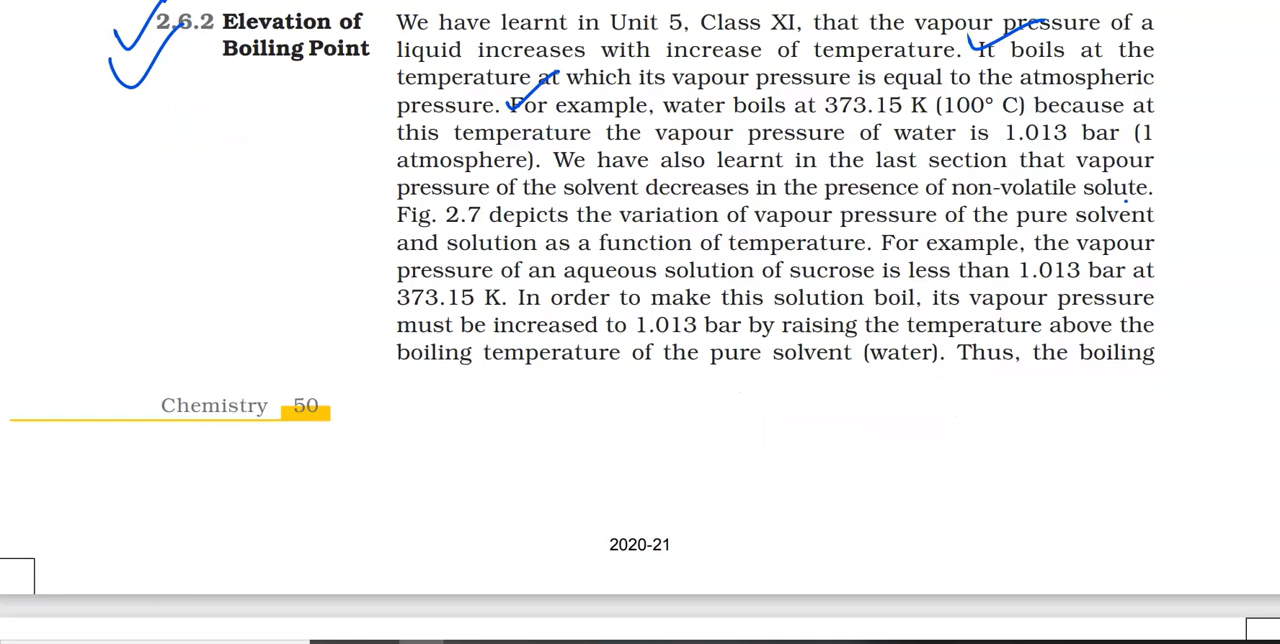 2.6.2 Elevation of
Boiling Point
We have learnt in Unit 5, Class XI, that the vapour pressure of a
liquid increases with increase of temperature. It boils at the
temperature at which its vapour pressure is equal to the atmospheric
pressure. For example, water boils at 373.15 K (100° C) because at
this temperature the vapour pressure of water is 1.013 bar (1
atmosphere). We have also learnt in the last section that vapour
pressure of the solvent decreases in the presence of non-volatile solute.
Fig. 2.7 depicts the variation of vapour pressure of the pure solvent
and solution as a function of temperature. For example, the vapour
pressure of an aqueous solution of sucrose is less than 1.013 bar at
373.15 K. In order to make this solution boil, its vapour pressure
must be increased to 1.013 bar by raising the temperature above the
boiling temperature of the pure solvent (water). Thus, the boiling
Chemistry 50
2020-21